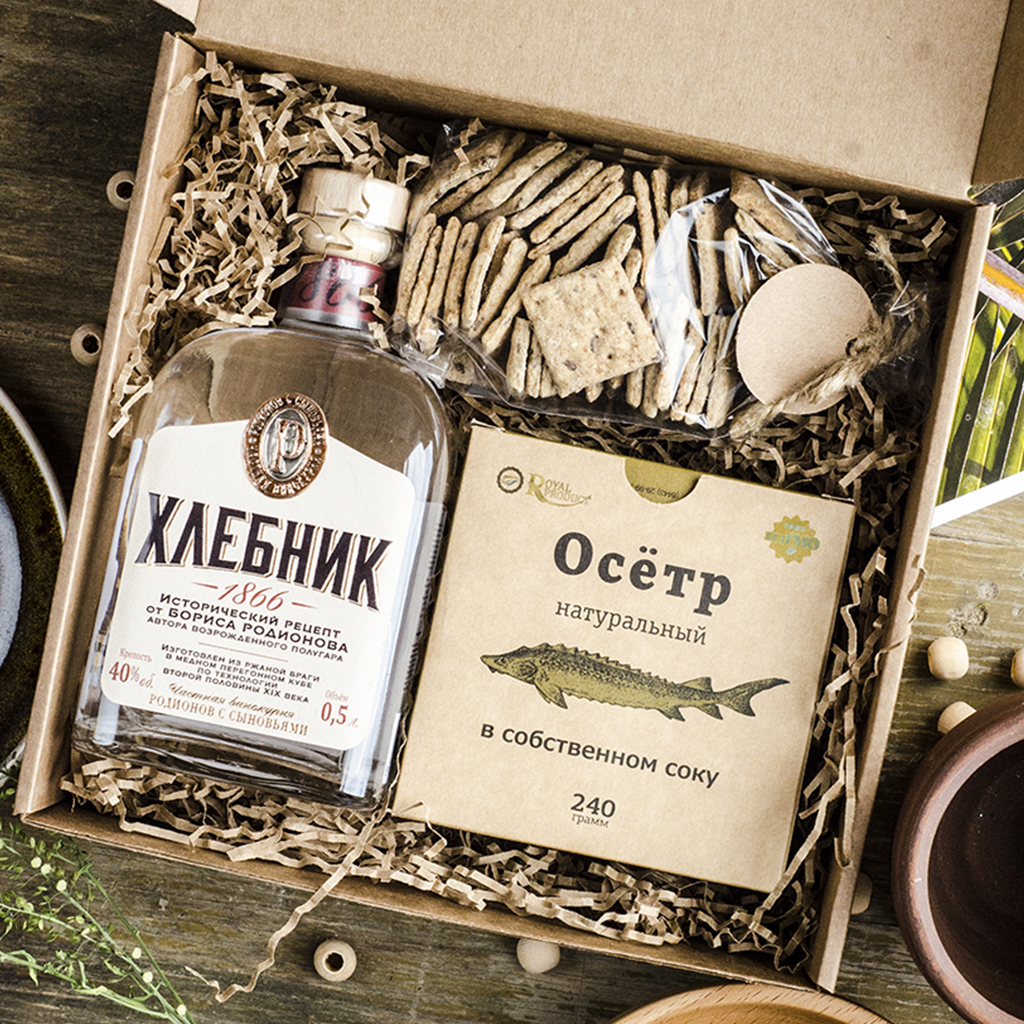 ХЛЕБНИК
1866
ИСТОРИЧЕСКИЙ РЕЦЕПТ
ОТ БОРИСА РОДИОНОВА
АВТОРА ВОЗРОЖДЕННОГО ПОЛУГАРА
ИЗГОТОВЛЕН ИЗ РЖАНОЙ БРАГИ
В МЕДНОМ ПЕРЕГОННОМ КУБЕ
ПО ТЕХНОЛОГИИ
ВТОРОЙ ПОЛОВИНЫ XIX ВЕКА
Крепость
40% об.
Объём
0,5 л.
Частная винокурня
РОДИОНОВ С СЫНОВЬЯМИ
ROYAL
PRODUCT
Осётр
натуральный
в собственном соку
240
грамм